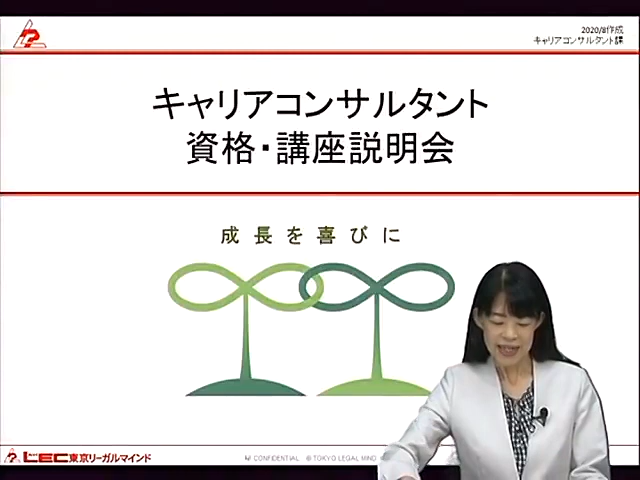 2020/8作成
キャリアコンサルタント課
キャリアコンサルタント
資格・講座説明会
成長を喜びに
LEC東京リーガルマインド
CONFIDENTIAL © TOKYO LEGAL MIND